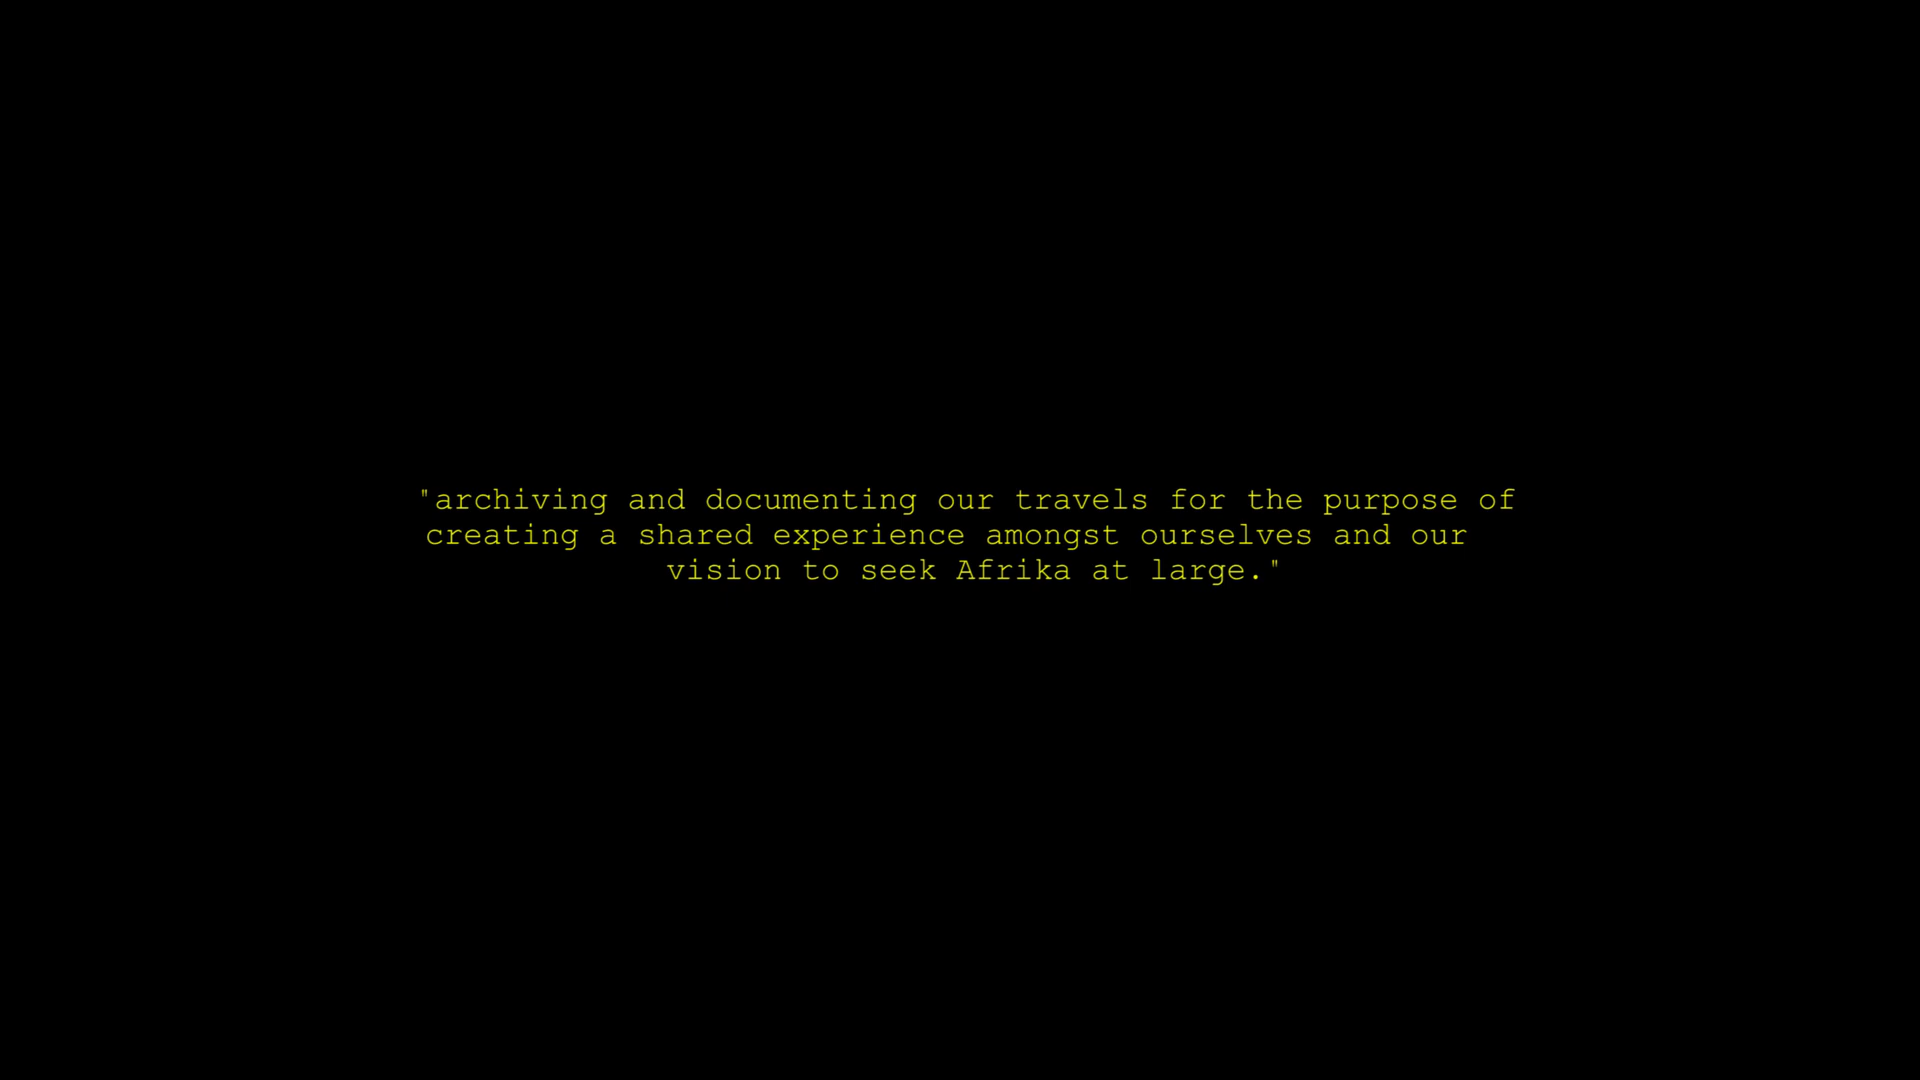 "archiving and documenting our travels for the purpose of
creating a shared experience amongst ourselves and our
vision to seek Afrika at large."